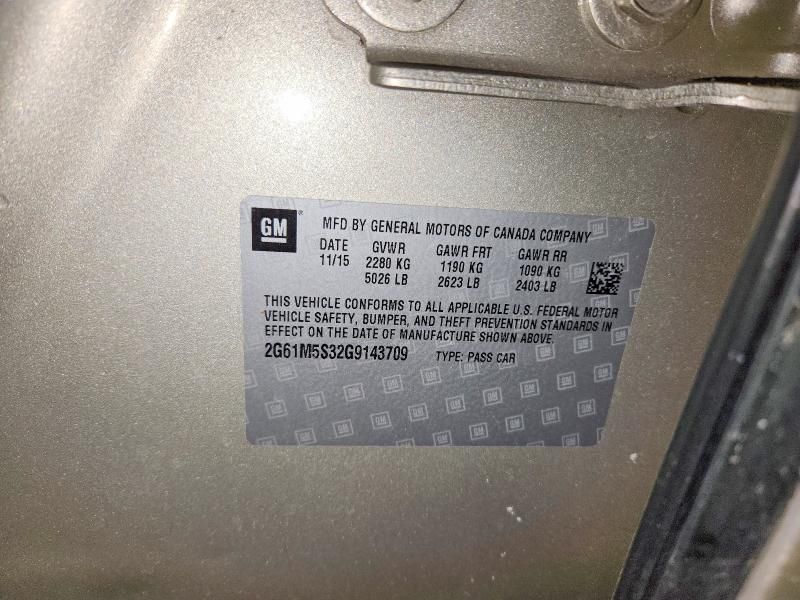 GM® MFD BY GENERAL MOTORS OF CANADA COMPANY
DATE GVWR GAWR FRT GAWR RR
11/15 2280 KG 1190 KG 1090 KG
5026 LB 2623 LB 2403 LB
THIS VEHICLE CONFORMS TO ALL APPLICABLE U.S. FEDERAL MOTOR
VEHICLE SAFETY, BUMPER, AND THEFT PREVENTION STANDARDS IN
EFFECT ON THE DATE OF MANUFACTURE SHOWN ABOVE.
2G61M5S32G9143709 TYPE: PASS CAR